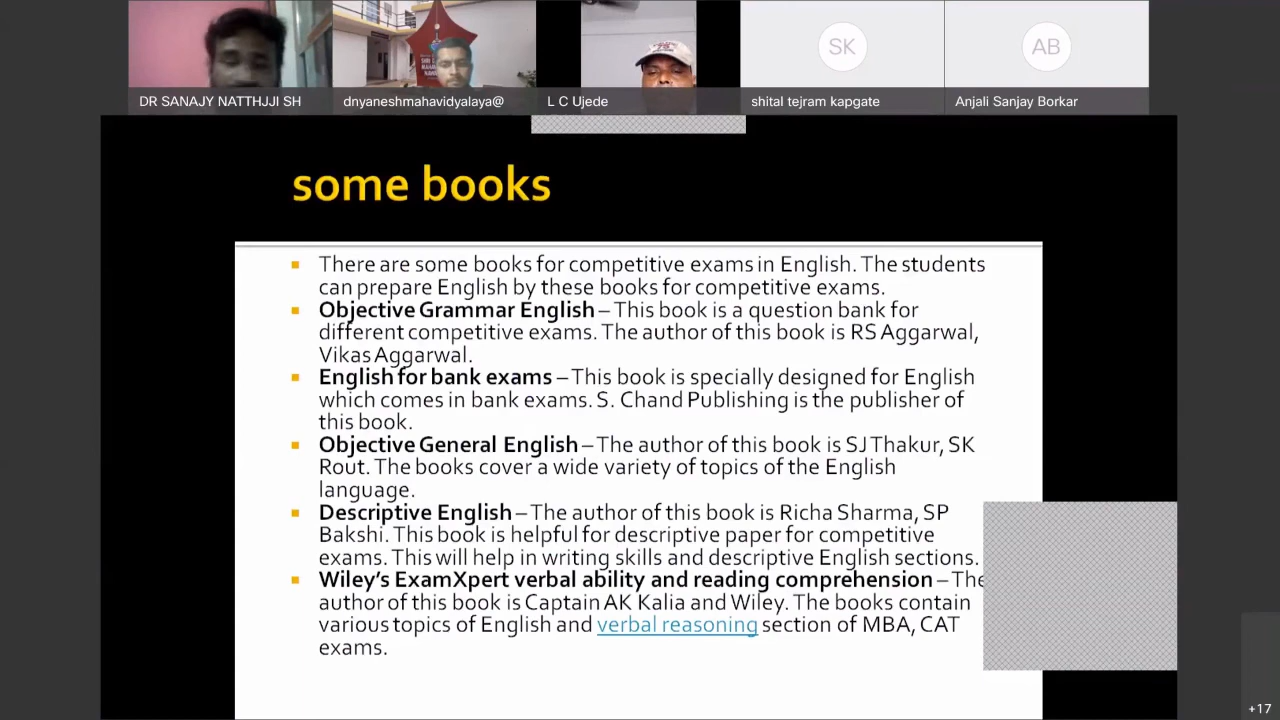 SK
AB
DR SANAJY NATTHJJI SH
dnyaneshmahavidyalaya@
L C Ujede
shital tejram kapgate
Anjali Sanjay Borkar
some books
There are some books for competitive exams in English. The students
can prepare English by these books for competitive exams.
Objective Grammar English – This book is a question bank for
different competitive exams. The author of this book is RS Aggarwal,
Vikas Aggarwal.
English for bank exams – This book is specially designed for English
which comes in bank exams. S. Chand Publishing is the publisher of
this book.
Objective General English – The author of this book is SJ Thakur, SK
Rout. The books cover a wide variety of topics of the English
language.
Descriptive English – The author of this book is Richa Sharma, SP
Bakshi. This book is helpful for descriptive paper for competitive
exams. This will help in writing skills and descriptive English sections.
Wiley’s ExamXpert verbal ability and reading comprehension – The
author of this book is Captain AK Kalia and Wiley. The books contain
various topics of English and verbal reasoning section of MBA, CAT
exams.
+17